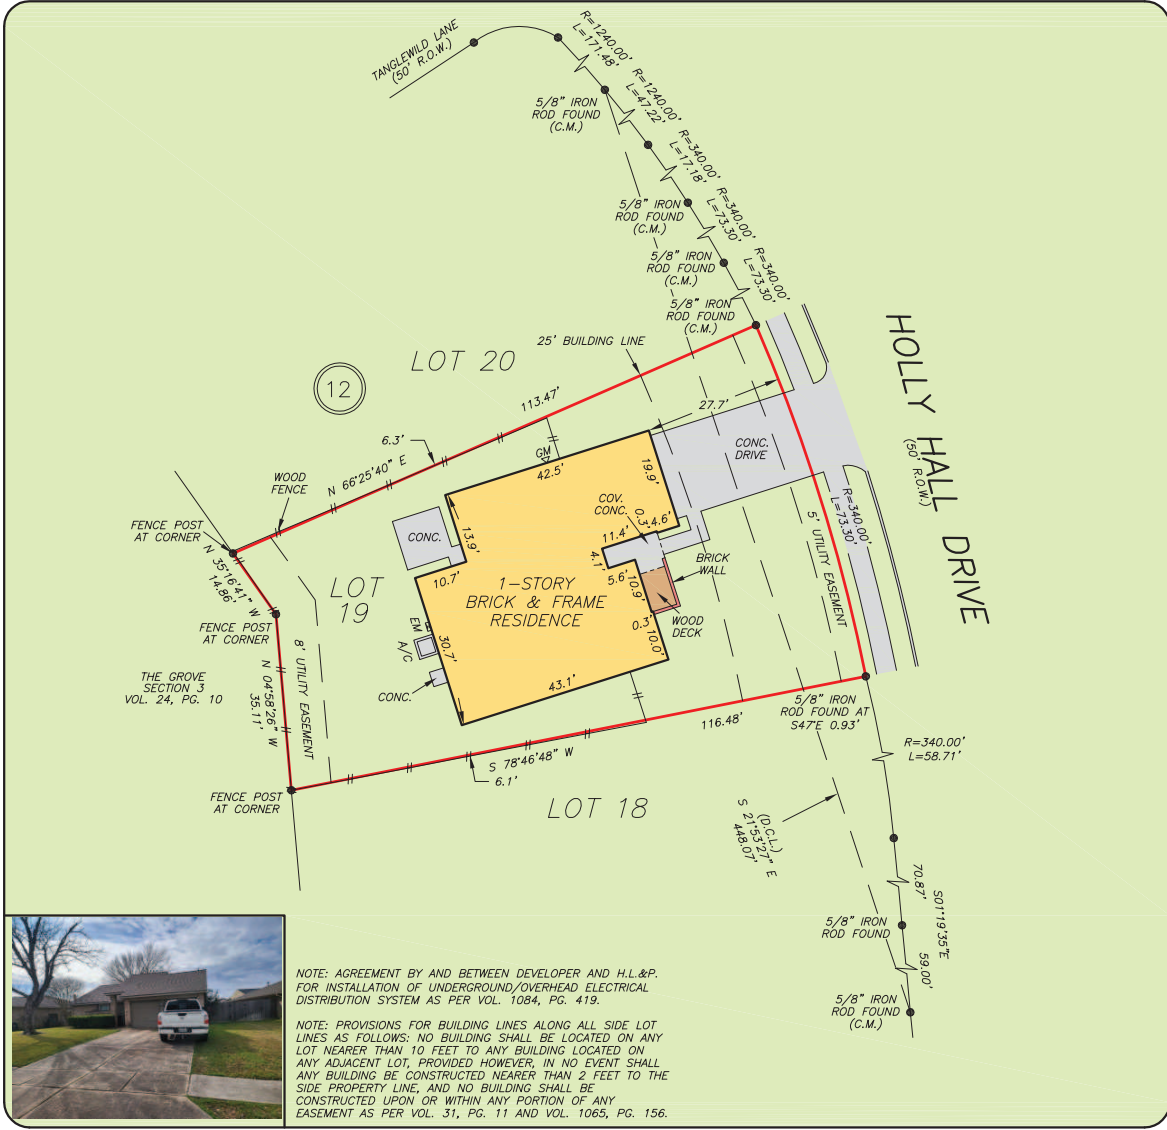 TANGLEWILD LANE
(50' R.O.W.)
R=1240.00'
L=171.48'
R=1240.00'
L=47.22'
R=340.00'
L=17.18'
R=340.00'
L=73.30'
R=340.00'
L=73.30'
5/8" IRON
ROD FOUND
(C.M.)
5/8" IRON
ROD FOUND
(C.M.)
5/8" IRON
ROD FOUND
(C.M.)
5/8" IRON
ROD FOUND
(C.M.)
25' BUILDING LINE
LOT 20
12
113.47'
27.7'
HOLLY HALL DRIVE
(50' R.O.W.)
6.3'
N 66°25'40" E
GM
42.5'
19.9'
CONC.
DRIVE
WOOD
FENCE
FENCE POST
AT CORNER
CONC.
13.9'
COV.
CONC.
0.3'
4.6'
11.4'
4.1'
5.6'
10.9'
BRICK
WALL
R=340.00'
L=73.30'
5' UTILITY EASEMENT
N 35°16'41" W
14.86'
LOT
19
10.7'
1-STORY
BRICK & FRAME
RESIDENCE
WOOD
DECK
0.3'
10.0'
FENCE POST
AT CORNER
EM
A/C
30.7'
8' UTILITY EASEMENT
THE GROVE
SECTION 3
VOL. 24, PG. 10
N 04°58'26" W
35.11'
CONC.
43.1'
5/8" IRON
ROD FOUND AT
S47°E 0.93'
116.48'
S 78°46'48" W
6.1'
FENCE POST
AT CORNER
LOT 18
R=340.00'
L=58.71'
(D.C.L.)
S 21°53'27" E
448.07'
S01°19'35"E
70.87'
59.00'
5/8" IRON
ROD FOUND
5/8" IRON
ROD FOUND
(C.M.)
NOTE: AGREEMENT BY AND BETWEEN DEVELOPER AND H.L.&P.
FOR INSTALLATION OF UNDERGROUND/OVERHEAD ELECTRICAL
DISTRIBUTION SYSTEM AS PER VOL. 1084, PG. 419.
NOTE: PROVISIONS FOR BUILDING LINES ALONG ALL SIDE LOT
LINES AS FOLLOWS: NO BUILDING SHALL BE LOCATED ON ANY
LOT NEARER THAN 10 FEET TO ANY BUILDING LOCATED ON
ANY ADJACENT LOT, PROVIDED HOWEVER, IN NO EVENT SHALL
ANY BUILDING BE CONSTRUCTED NEARER THAN 2 FEET TO THE
SIDE PROPERTY LINE, AND NO BUILDING SHALL BE
CONSTRUCTED UPON OR WITHIN ANY PORTION OF ANY
EASEMENT AS PER VOL. 31, PG. 11 AND VOL. 1065, PG. 156.